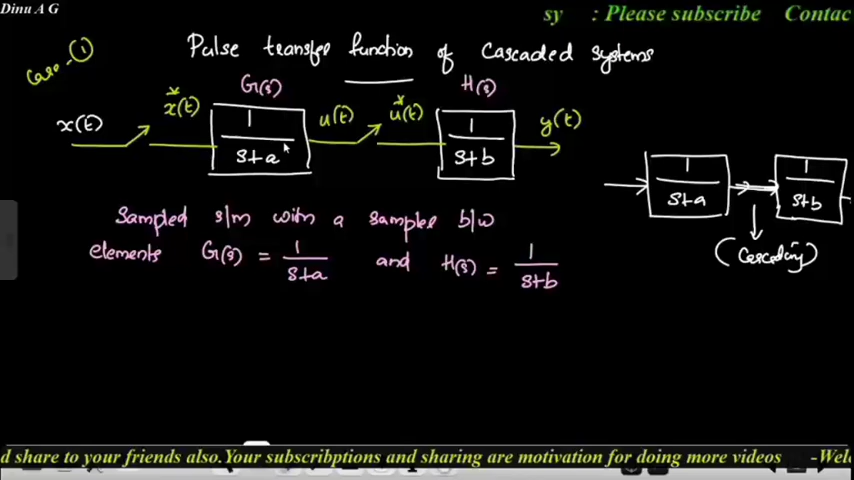 Dinu A G
sy : Please subscribe Contac
Case-①
Pulse transfer function of Cascaded systems
G(s) H(s)
x(t) x*(t) 1/s+a u(t) u*(t) 1/s+b y(t)
1/s+a 1/s+b
(Cascading)
Sampled s/m with a sampler b/w
elements G(s) = 1/s+a and H(s) = 1/s+b
d share to your friends also.Your subscribptions and sharing are motivation for doing more videos -Wel